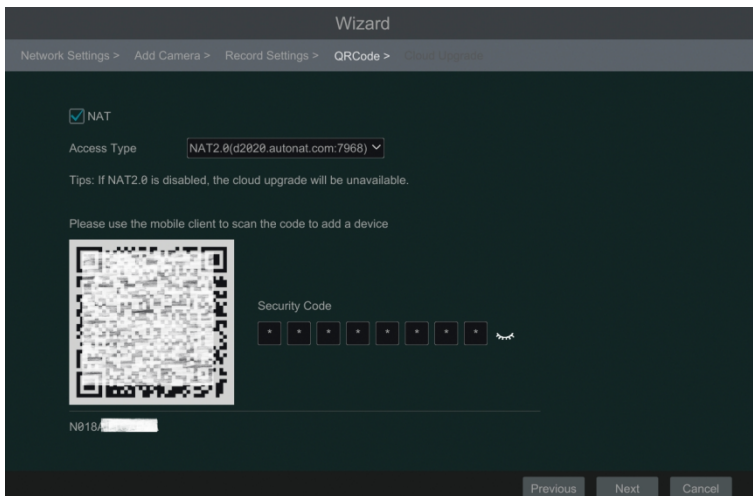 Wizard
Network Settings > Add Camera > Record Settings > QRCode > Cloud Upgrade
NAT
Access Type NAT2.0(d2020.autonat.com:7968)
Tips: If NAT2.0 is disabled, the cloud upgrade will be unavailable.
Please use the mobile client to scan the code to add a device
Security Code
* * * * * * * *
Previous Next Cancel